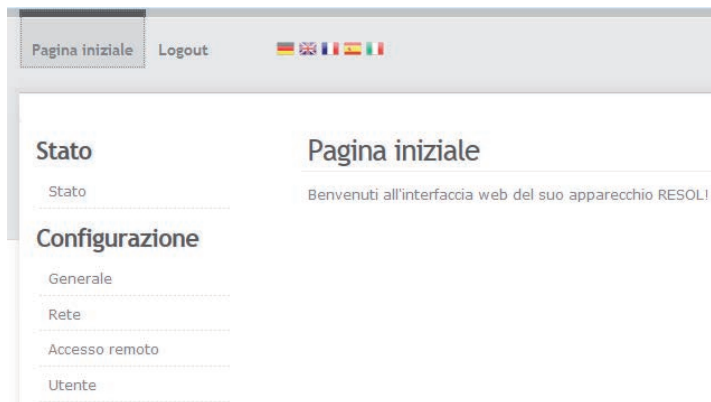 Pagina iniziale Logout
Stato
Stato
Configurazione
Generale
Rete
Accesso remoto
Utente
Pagina iniziale
Benvenuti all'interfaccia web del suo apparecchio RESOL!